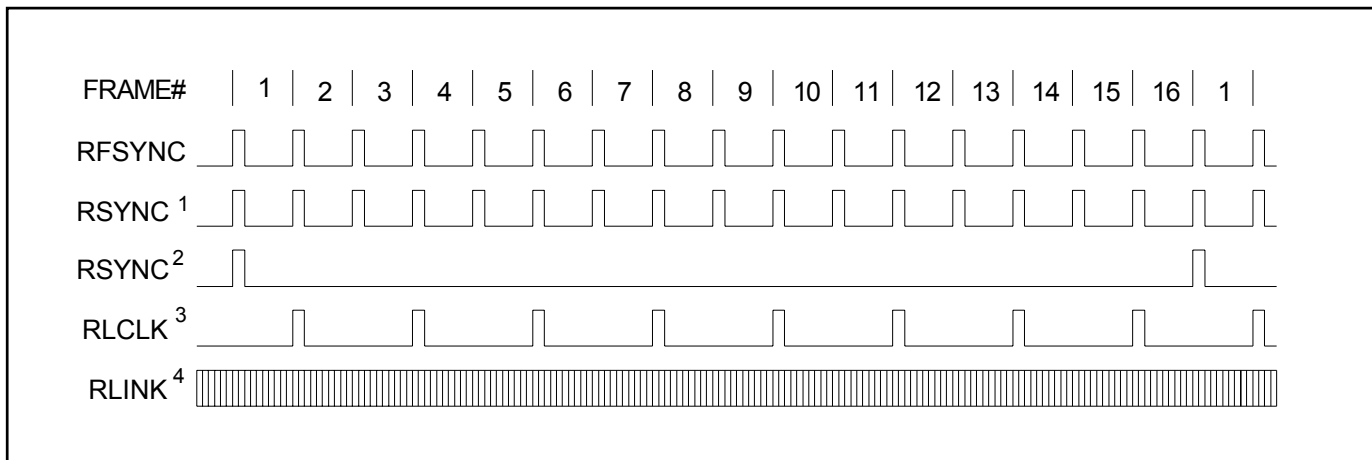 FRAME# 1 2 3 4 5 6 7 8 9 10 11 12 13 14 15 16 1
RFSYNC
RSYNC 1
RSYNC 2
RLCLK 3
RLINK 4